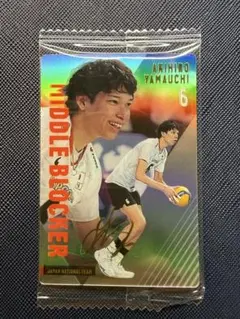 AKIHIRO
YAMAUCHI
6
MIDDLE BLOCKER
JAPAN NATIONAL TEAM